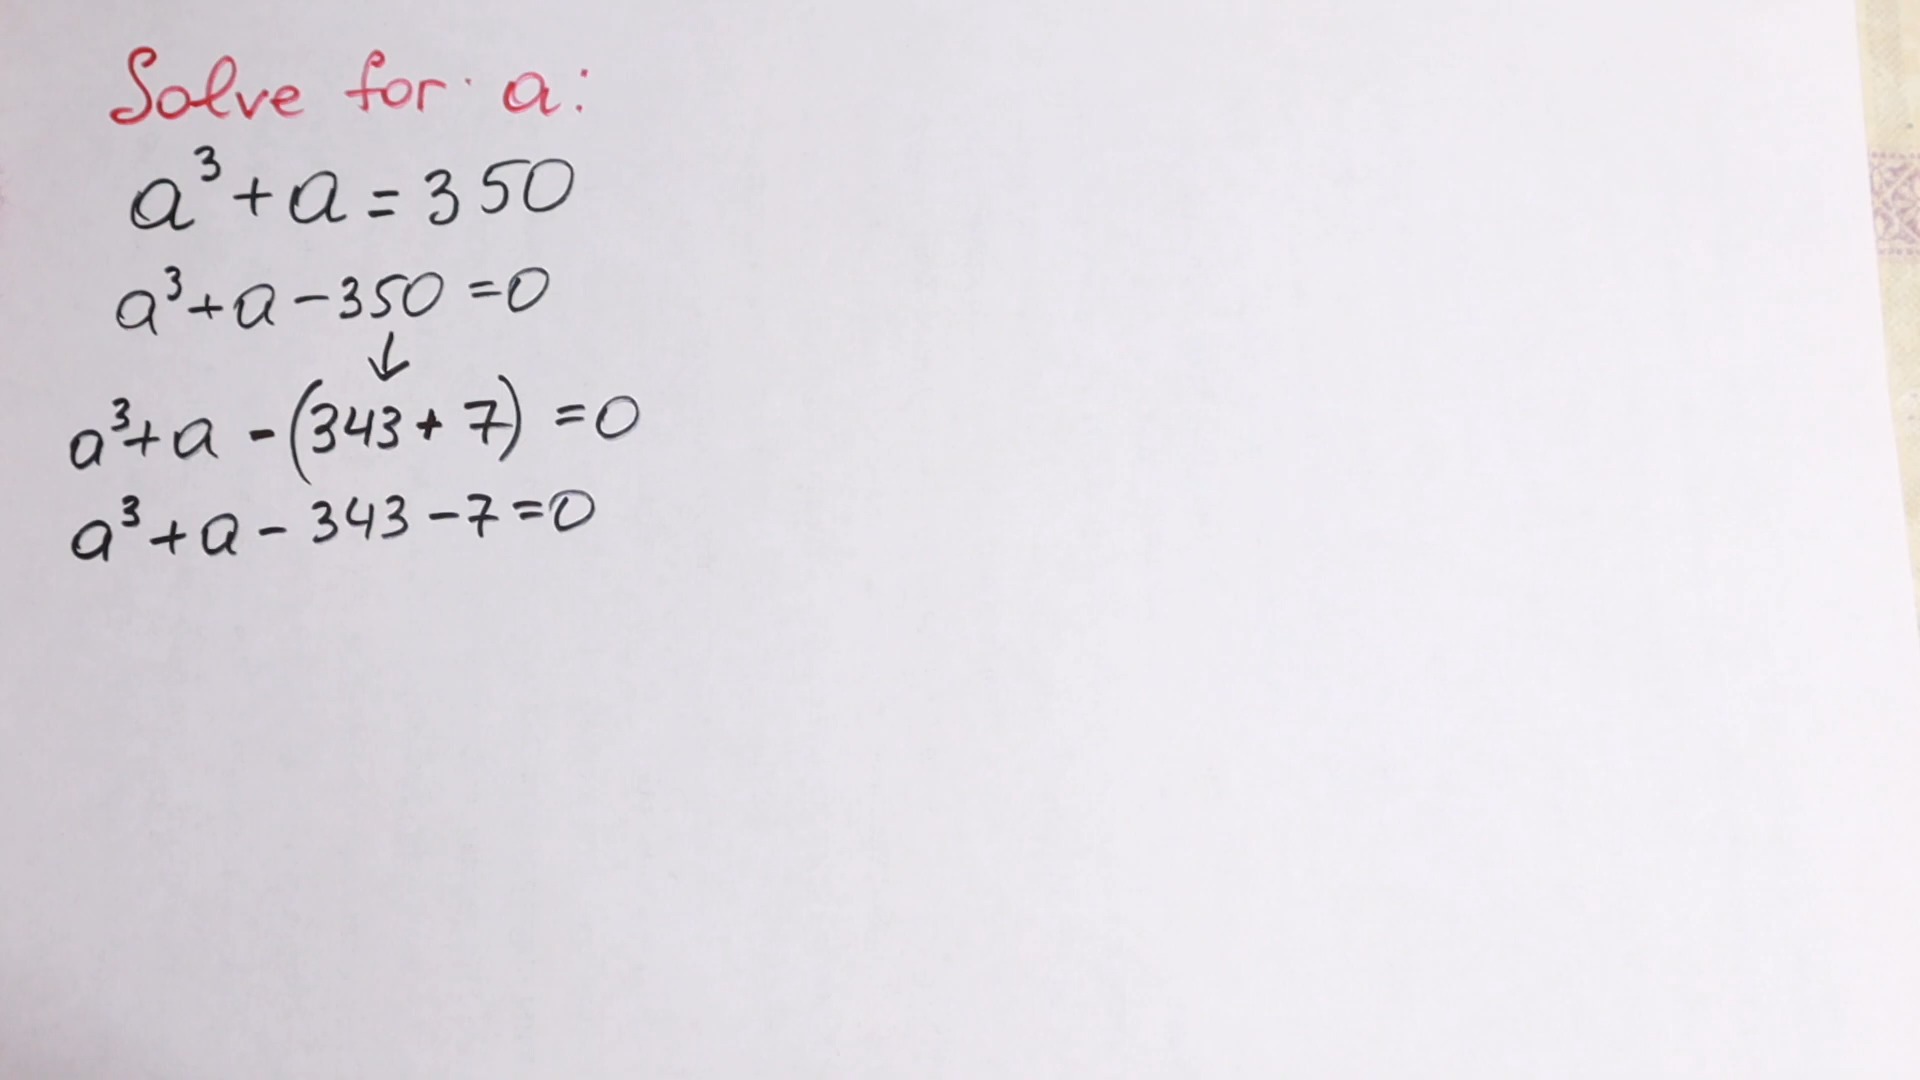 Solve for a:
a³+a=350
a³+a-350=0
↓
a³+a-(343+7)=0
a³+a-343-7=0